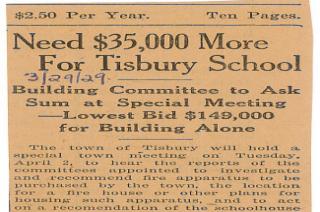 $2.50 Per Year. Ten Pages.
Need $35,000 More
For Tisbury School
3/29/29.
Building Committee to Ask
Sum at Special Meeting
—Lowest Bid $149,000
for Building Alone
The town of Tisbury will hold a
special town meeting on Tuesday,
April 2, to hear the reports of the
committees appointed to investigate
and recommend fire apparatus to be
purchased by the town, the location
for a fire house or other plans for
housing such apparatus, and to act
on a recomendation of the schoolhouse